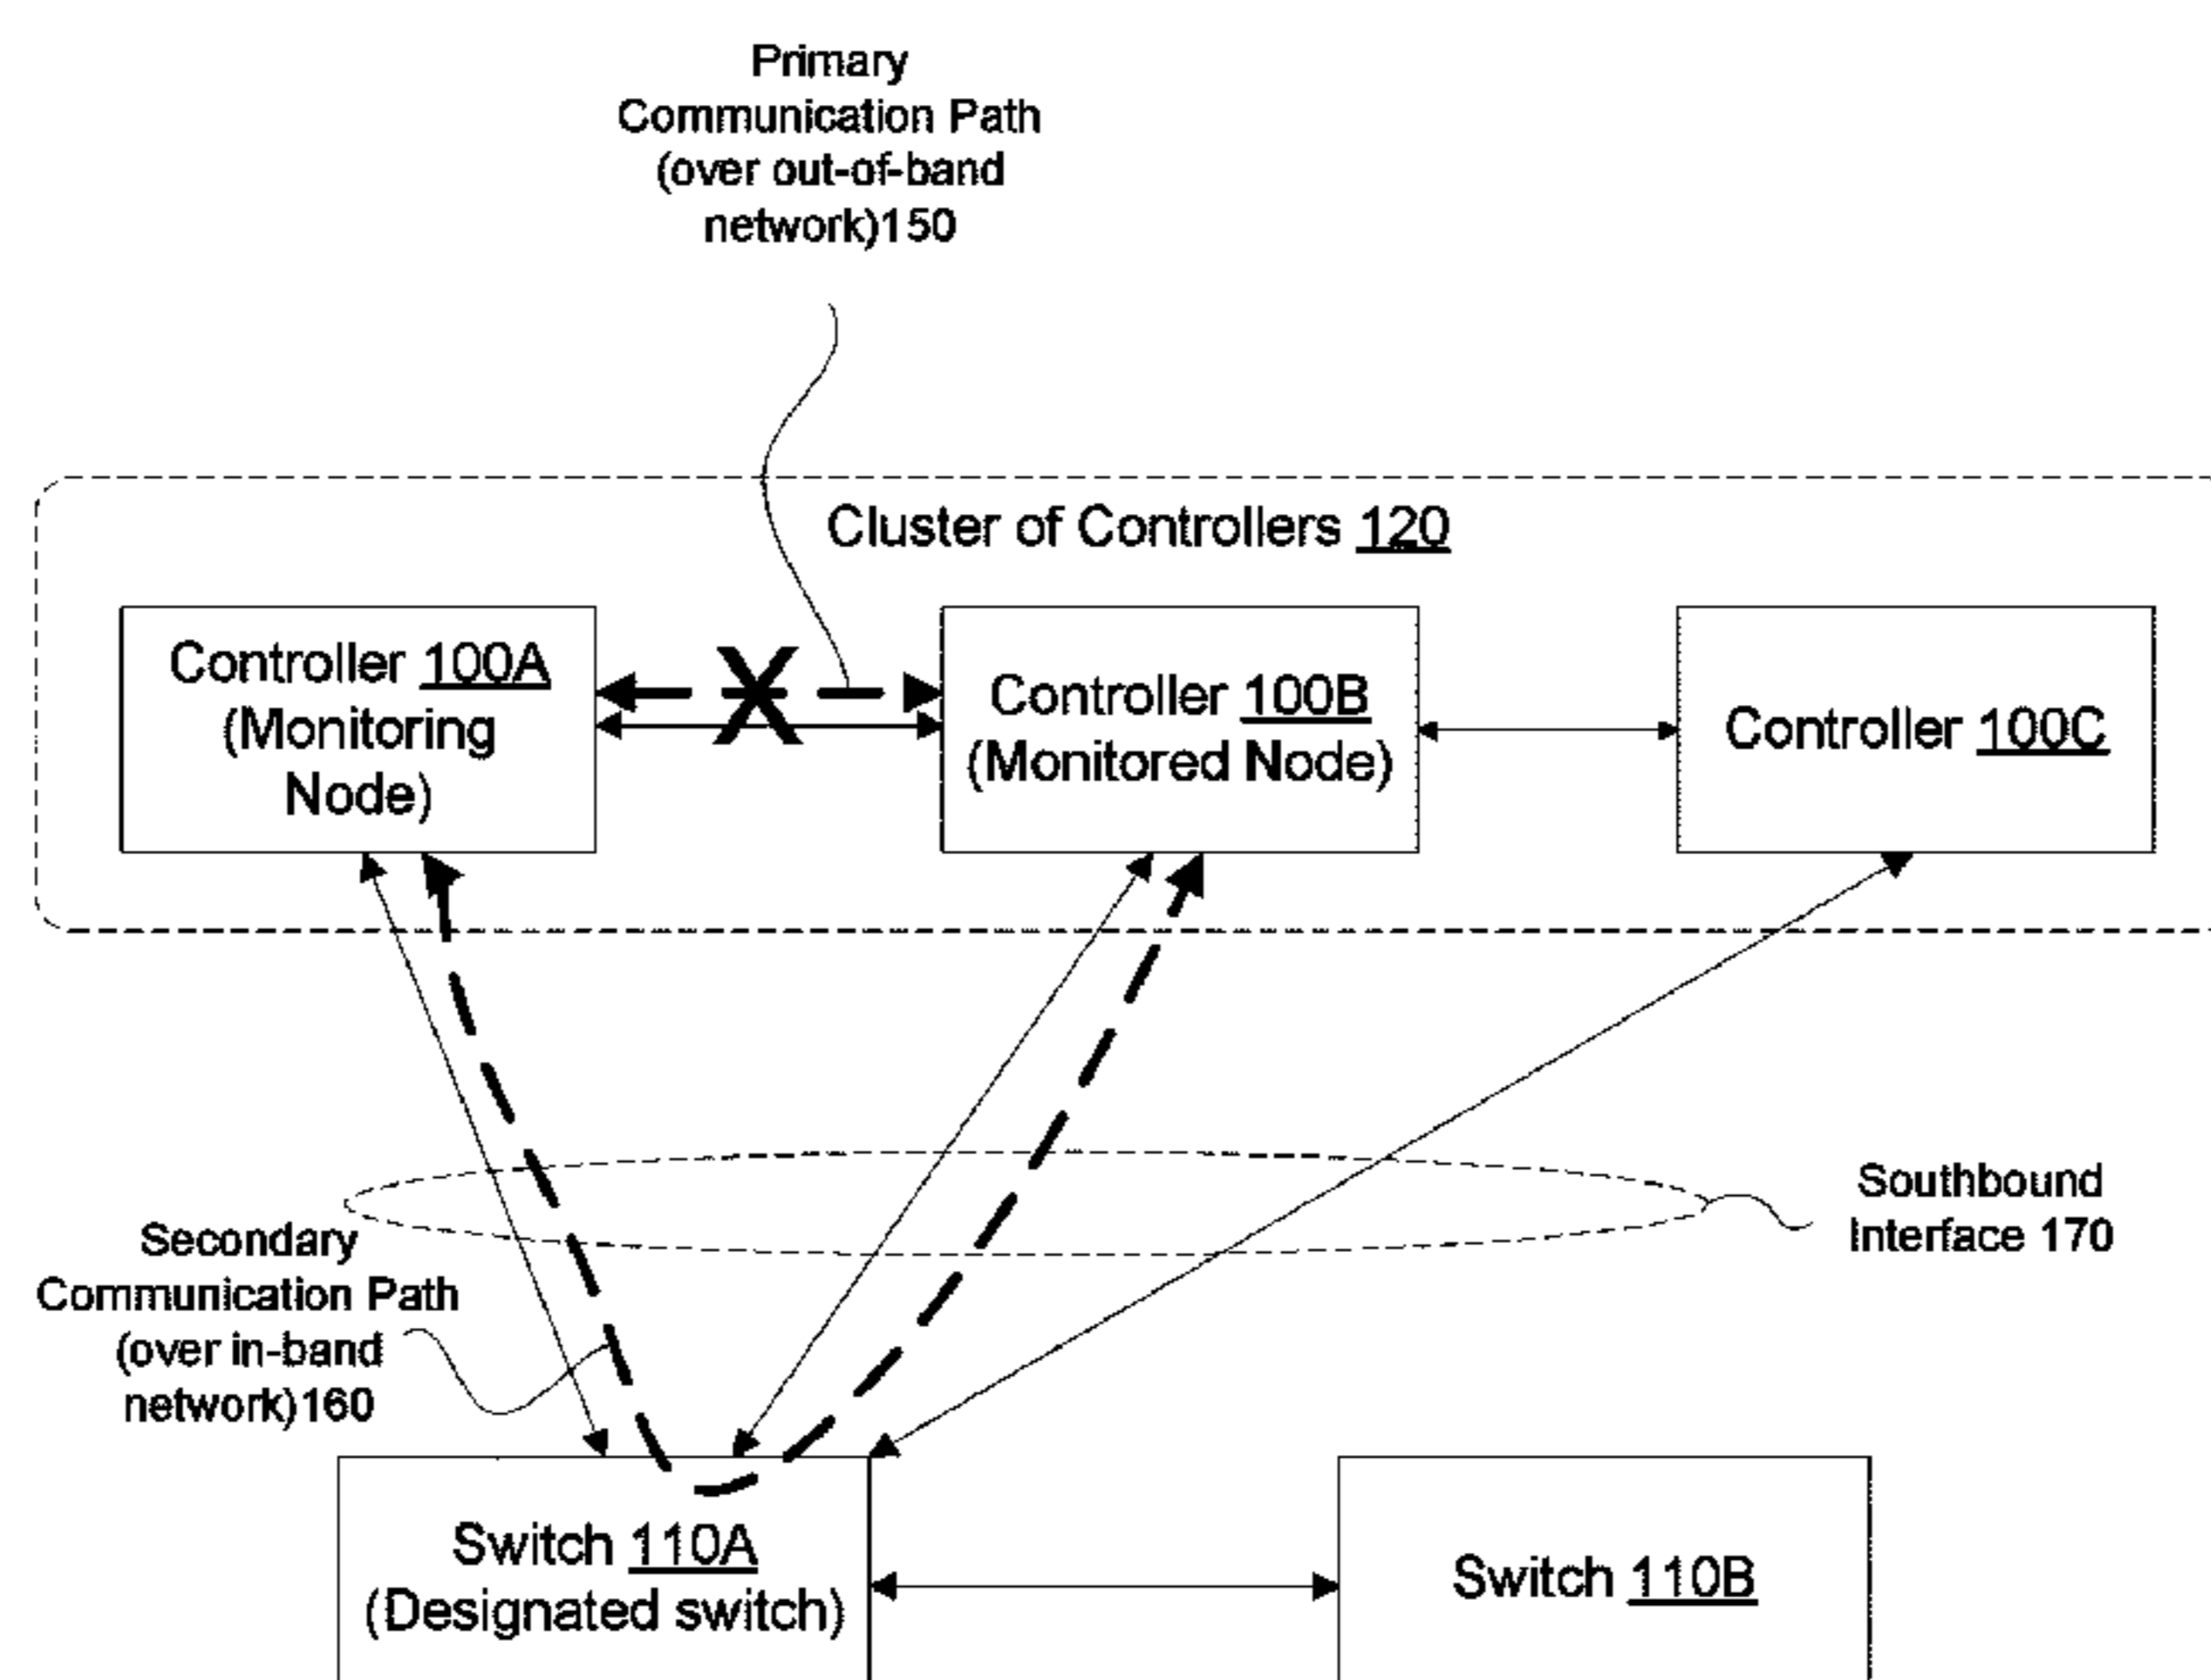 Primary
Communication Path
(over out-of-band
network)150
Cluster of Controllers 120
Controller 100A
(Monitoring
Node)
X
Controller 100B
(Monitored Node)
Controller 100C
Southbound
Interface 170
Secondary
Communication Path
(over in-band
network)160
Switch 110A
(Designated switch)
Switch 110B